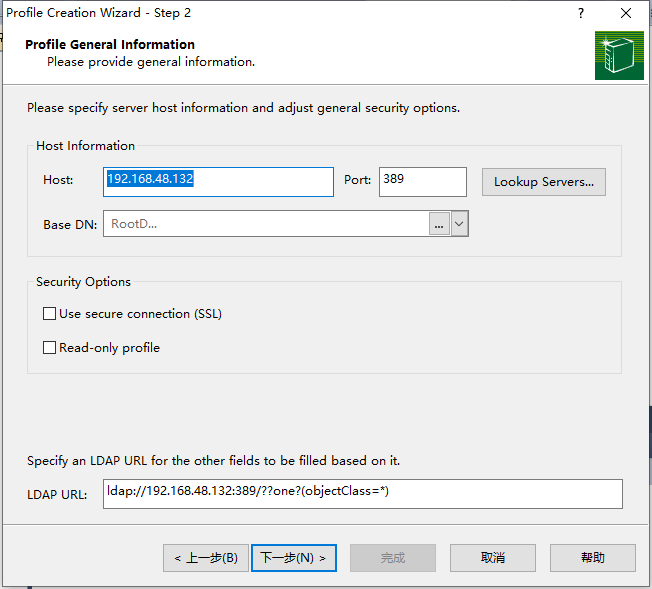 Profile Creation Wizard - Step 2
?
Profile General Information
Please provide general information.
Please specify server host information and adjust general security options.
Host Information
Host: 192.168.48.132 Port: 389 Lookup Servers...
Base DN: RootD... ...
Security Options
Use secure connection (SSL)
Read-only profile
Specify an LDAP URL for the other fields to be filled based on it.
LDAP URL: ldap://192.168.48.132:389/??one?(objectClass=*)
< 上一步(B) 下一步(N) > 完成 取消 帮助